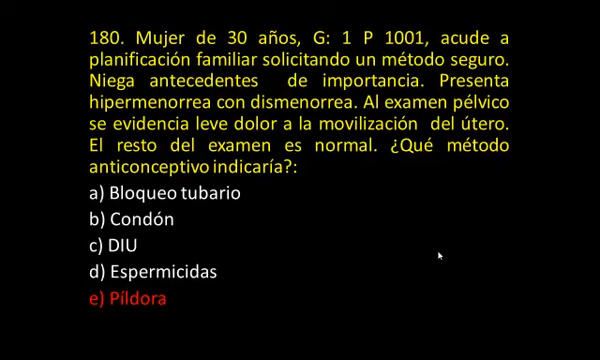 180. Mujer de 30 años, G: 1 P 1001, acude a
planificación familiar solicitando un método seguro.
Niega antecedentes de importancia. Presenta
hipermenorrea con dismenorrea. Al examen pélvico
se evidencia leve dolor a la movilización del útero.
El resto del examen es normal. ¿Qué método
anticonceptivo indicaría?:
a) Bloqueo tubario
b) Condón
c) DIU
d) Espermicidas
e) Píldora